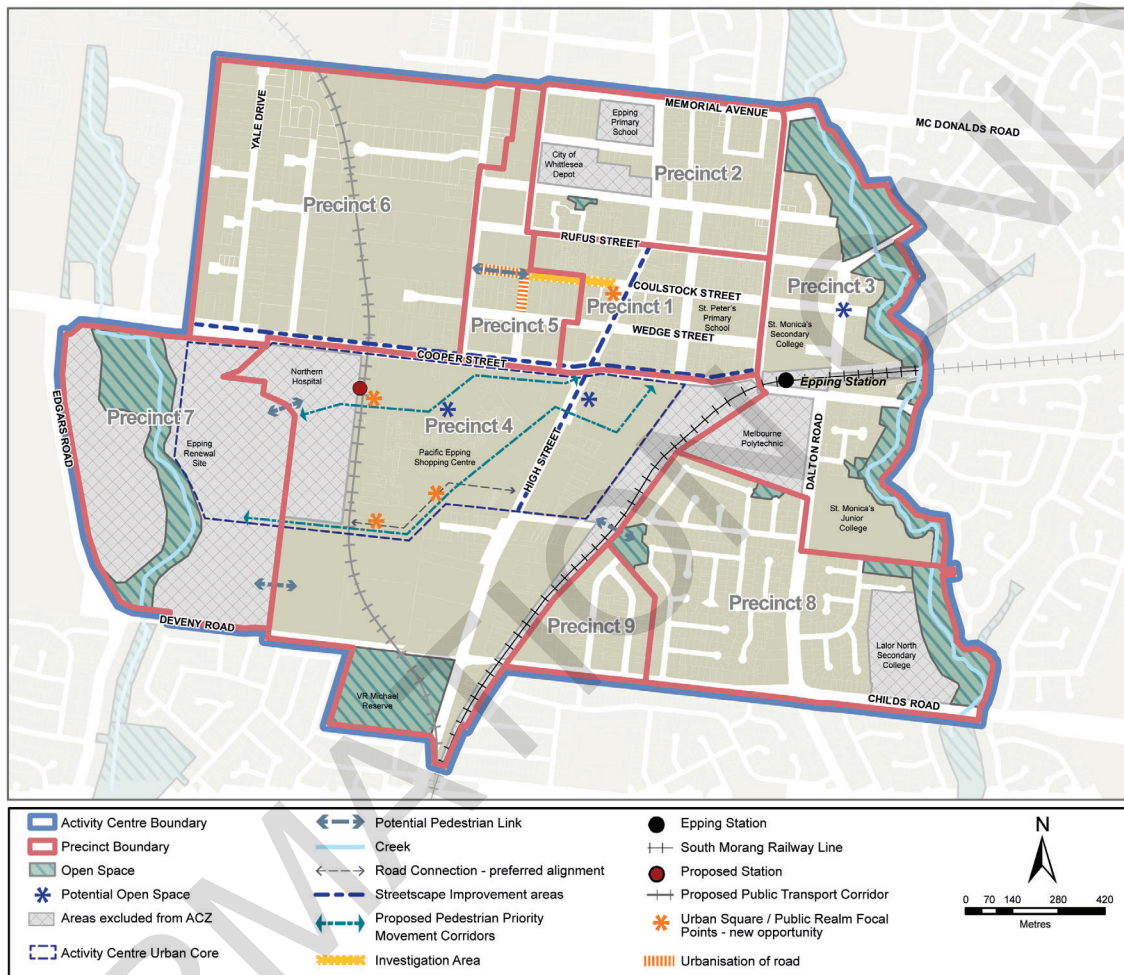 MEMORIAL AVENUE
MC DONALDS ROAD
YALE DRIVE
Epping
Primary
School
City of
Whittlesea
Depot
Precinct 2
Precinct 6
RUFUS STREET
COULSTOCK STREET
Precinct 3
Precinct 1
St. Peter's
Primary
School
WEDGE STREET
Precinct 5
St. Monica's
Secondary
College
COOPER STREET
Epping Station
Northern
Hospital
EDGARS ROAD
Precinct 7
Epping
Renewal
Site
Precinct 4
Pacific Epping
Shopping Centre
HIGH STREET
Melbourne
Polytechnic
DALTON ROAD
St. Monica's
Junior
College
Precinct 8
Precinct 9
DEVENY ROAD
Lalor North
Secondary
College
VR Michael
Reserve
CHILDS ROAD
Activity Centre Boundary
Precinct Boundary
Open Space
Potential Open Space
Areas excluded from ACZ
Activity Centre Urban Core
Potential Pedestrian Link
Creek
Road Connection - preferred alignment
Streetscape Improvement areas
Proposed Pedestrian Priority
Movement Corridors
Investigation Area
Epping Station
South Morang Railway Line
Proposed Station
Proposed Public Transport Corridor
Urban Square / Public Realm Focal
Points - new opportunity
Urbanisation of road
N
0 70 140 280 420
Metres